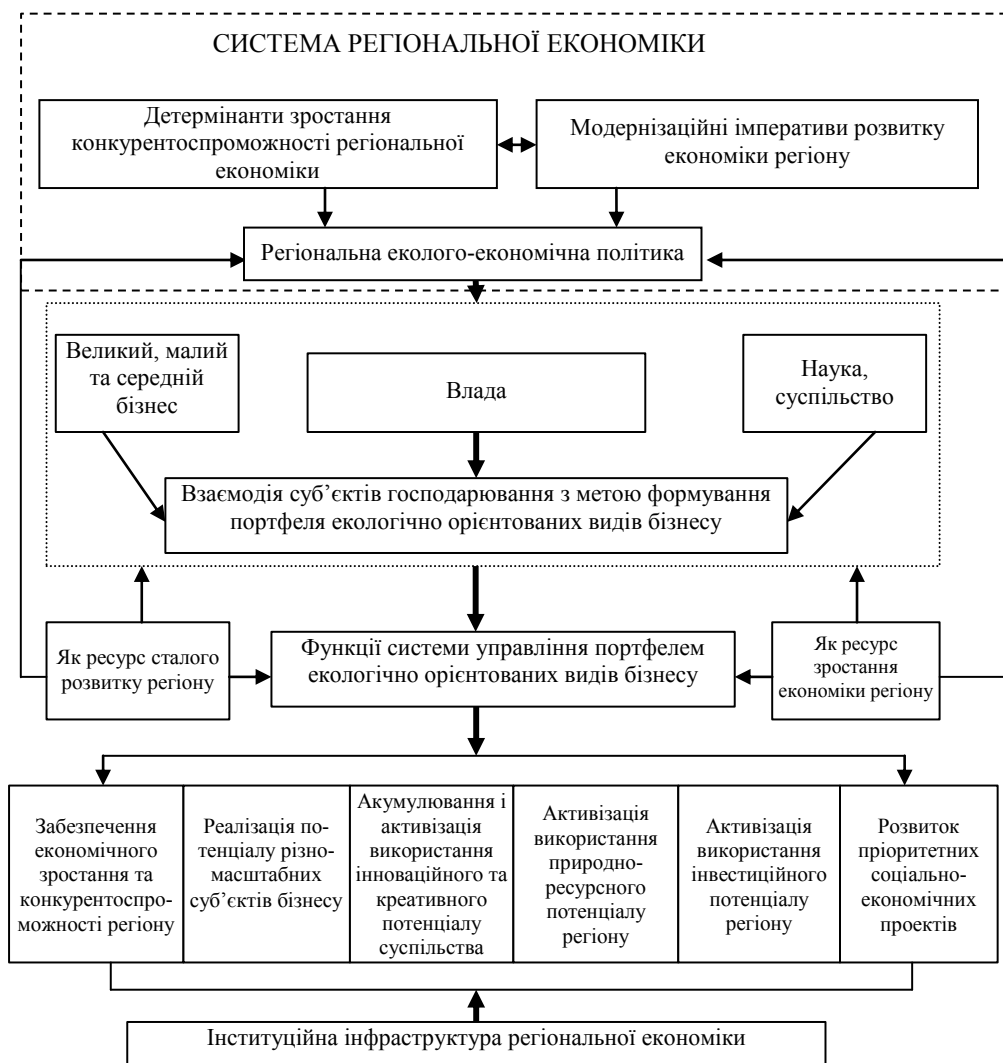 СИСТЕМА РЕГІОНАЛЬНОЇ ЕКОНОМІКИ
Детермінанти зростання
конкурентоспроможності регіональної
економіки
Модернізаційні імперативи розвитку
економіки регіону
Регіональна еколого-економічна політика
Великий, малий
та середній
бізнес
Влада
Наука,
суспільство
Взаємодія суб’єктів господарювання з метою формування
портфеля екологічно орієнтованих видів бізнесу
Як ресурс сталого
розвитку регіону
Функції системи управління портфелем
екологічно орієнтованих видів бізнесу
Як ресурс
зростання
економіки регіону
Забезпечення
економічного
зростання та
конкурентоспро-
можності регіону
Реалізація по-
тенціалу різно-
масштабних
суб’єктів бізнесу
Акумулювання і
активізація
використання
інноваційного та
креативного
потенціалу
суспільства
Активізація
використання
природно-
ресурсного
потенціалу
регіону
Активізація
використання
інвестиційного
потенціалу
регіону
Розвиток
пріоритетних
соціально-
економічних
проектів
Інституційна інфраструктура регіональної економіки